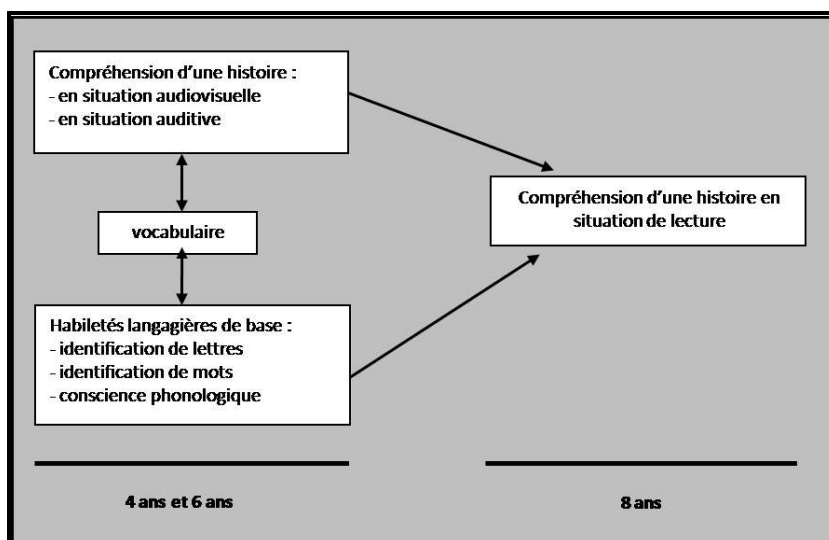 Compréhension d'une histoire :
- en situation audiovisuelle
- en situation auditive
vocabulaire
Habiletés langagières de base :
- identification de lettres
- identification de mots
- conscience phonologique
Compréhension d'une histoire en
situation de lecture
4 ans et 6 ans
8 ans